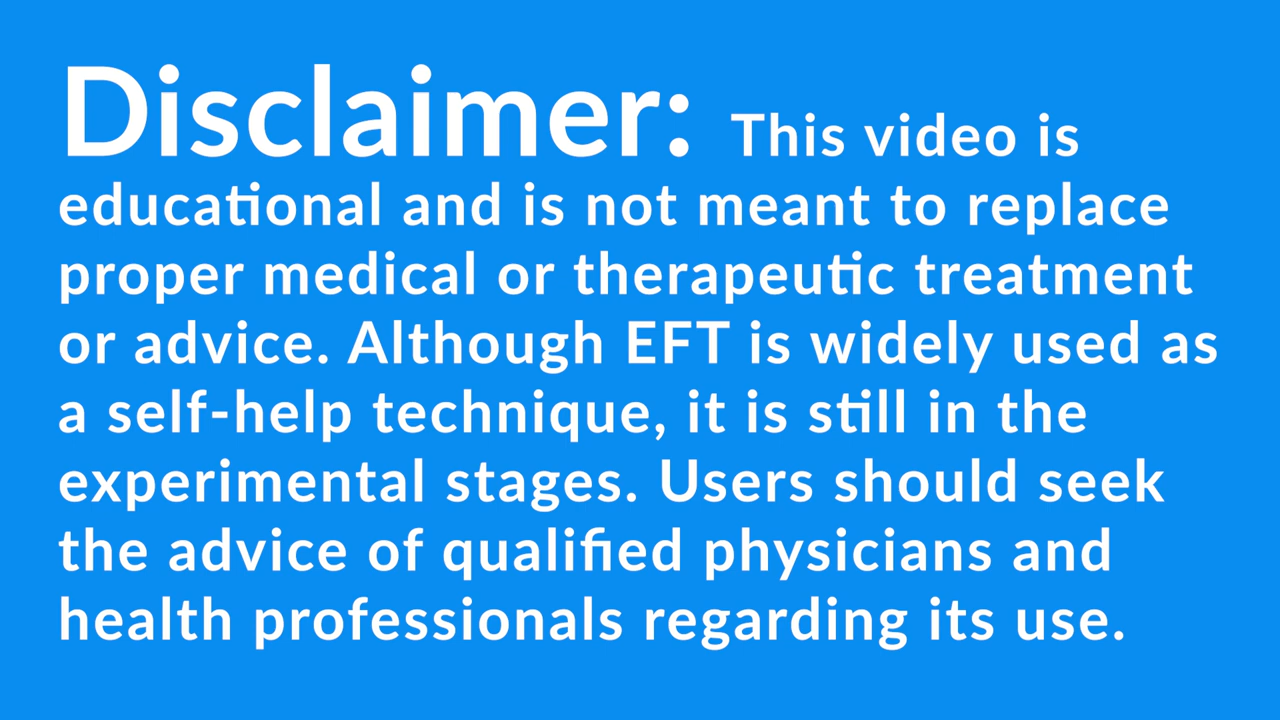 Disclaimer: This video is
educational and is not meant to replace
proper medical or therapeutic treatment
or advice. Although EFT is widely used as
a self-help technique, it is still in the
experimental stages. Users should seek
the advice of qualified physicians and
health professionals regarding its use.